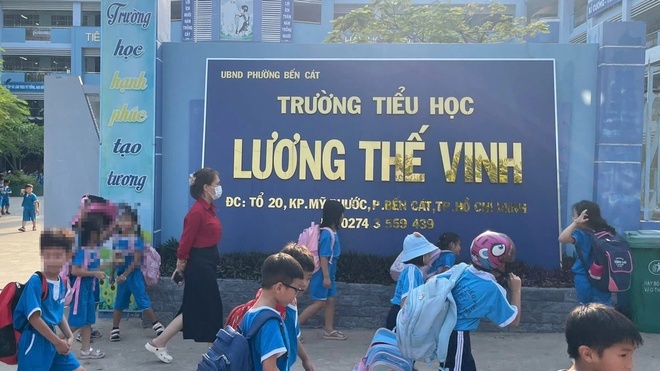 Trường
học
hạnh
phúc
tạo
tương
UBND PHƯỜNG BẾN CÁT
TRƯỜNG TIỂU HỌC
LƯƠNG THẾ VINH
ĐC: TỔ 20, KP.MỸ PHƯỚC, P.BẾN CÁT, TP.HỒ CHÍ MINH
0274 3 559 439